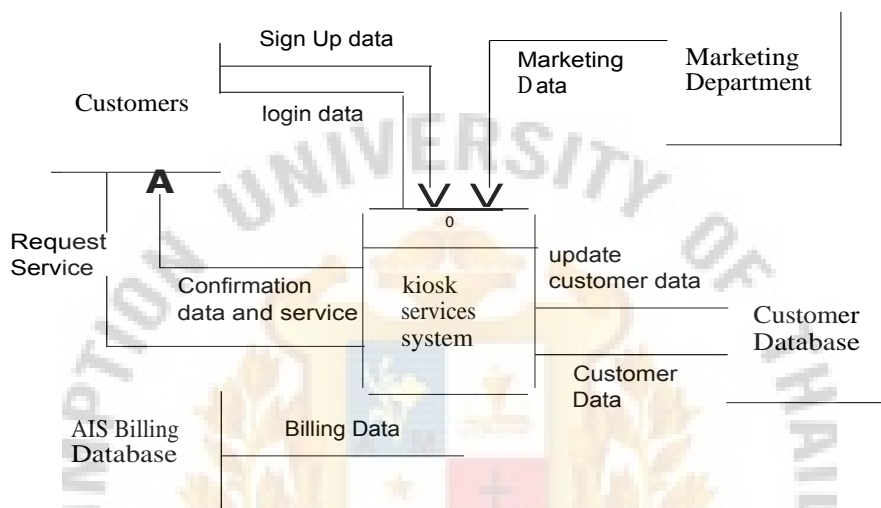 Sign Up data
Marketing
Data
Marketing
Department
Customers
login data
A
V V
0
Request
Service
Confirmation
data and service
kiosk
services
system
update
customer data
Customer
Database
Customer
Data
AIS Billing
Database
Billing Data
UNIVERSITY